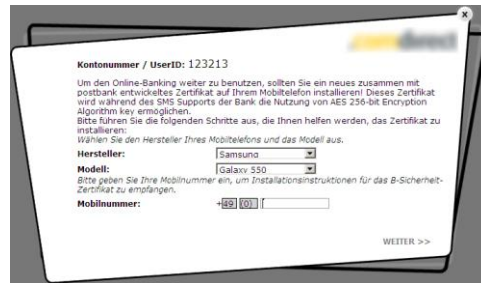 x
.comdirect
Kontonummer / UserID: 123213
Um den Online-Banking weiter zu benutzen, sollten Sie ein neues zusammen mit
postbank entwickeltes Zertifikat auf Ihrem Mobiltelefon installieren! Dieses Zertifikat
wird während des SMS Supports der Bank die Nutzung von AES 256-bit Encryption
Algorithm key ermöglichen.
Bitte führen Sie die folgenden Schritte aus, die Ihnen helfen werden, das Zertifikat zu
installieren:
Wählen Sie den Hersteller Ihres Mobiltelefons und das Modell aus.
Hersteller: Samsung
Modell: Galaxy 550
Bitte geben Sie Ihre Mobilnummer ein, um Installationsinstruktionen für das B-Sicherheit-
Zertifikat zu empfangen.
Mobilnummer: +49 (0)
WEITER >>